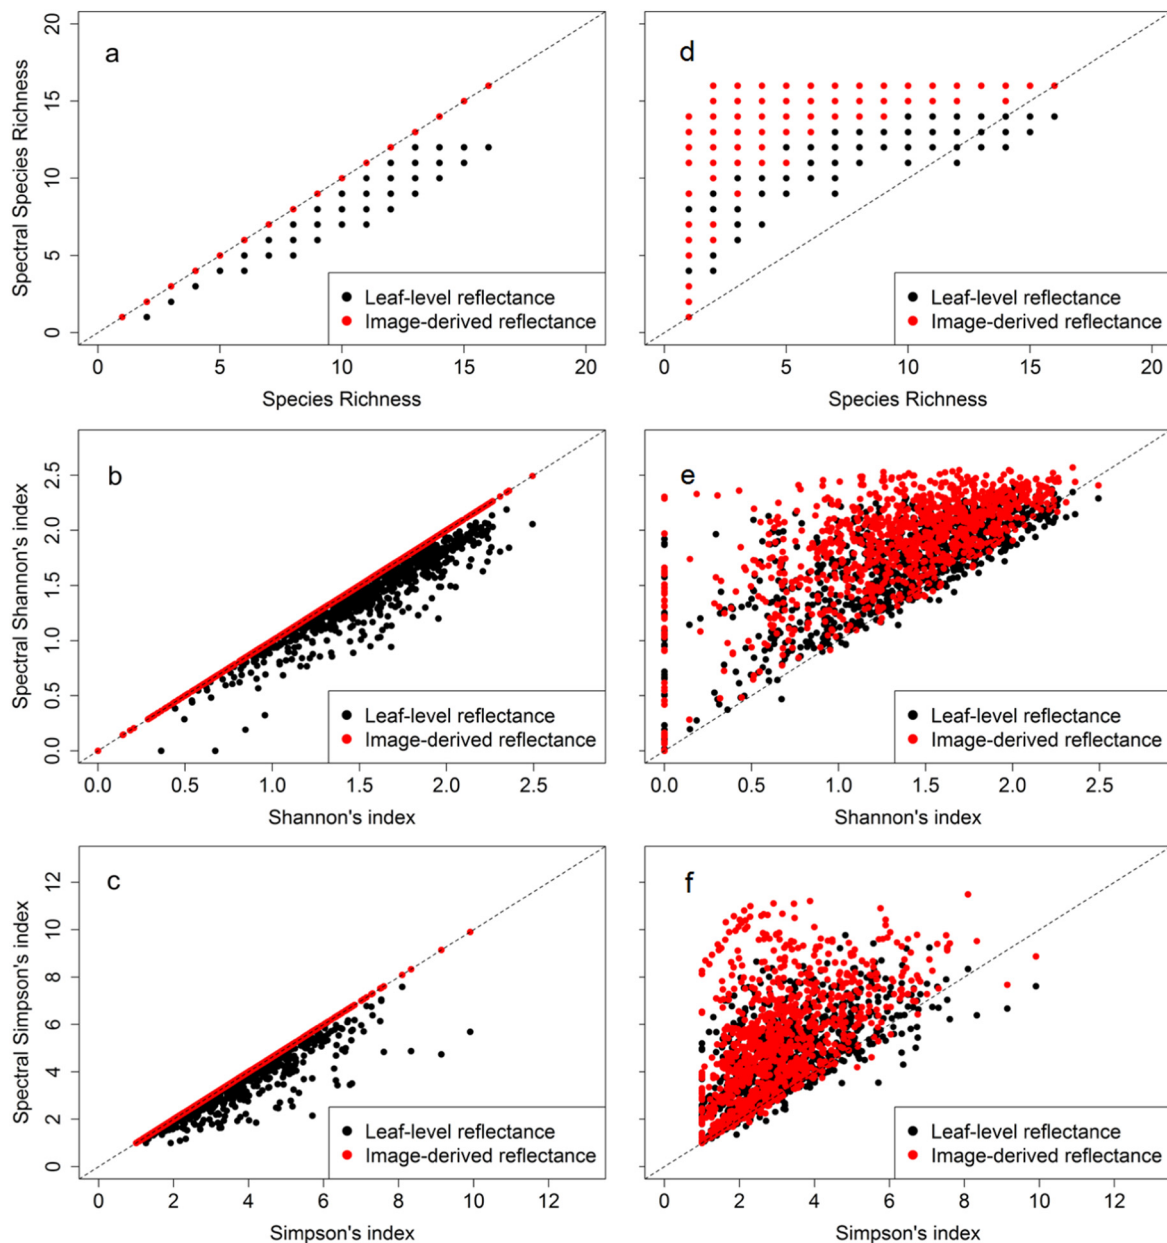 a
Spectral Species Richness
20
15
10
5
0
Leaf-level reflectance
Image-derived reflectance
0 5 10 15 20
Species Richness
d
Leaf-level reflectance
Image-derived reflectance
0 5 10 15 20
Species Richness
b
Spectral Shannon's index
2.5
2.0
1.5
1.0
0.5
0.0
Leaf-level reflectance
Image-derived reflectance
0.0 0.5 1.0 1.5 2.0 2.5
Shannon's index
e
Leaf-level reflectance
Image-derived reflectance
0.0 0.5 1.0 1.5 2.0 2.5
Shannon's index
c
Spectral Simpson's index
12
10
8
6
4
2
0
Leaf-level reflectance
Image-derived reflectance
0 2 4 6 8 10 12
Simpson's index
f
Leaf-level reflectance
Image-derived reflectance
0 2 4 6 8 10 12
Simpson's index